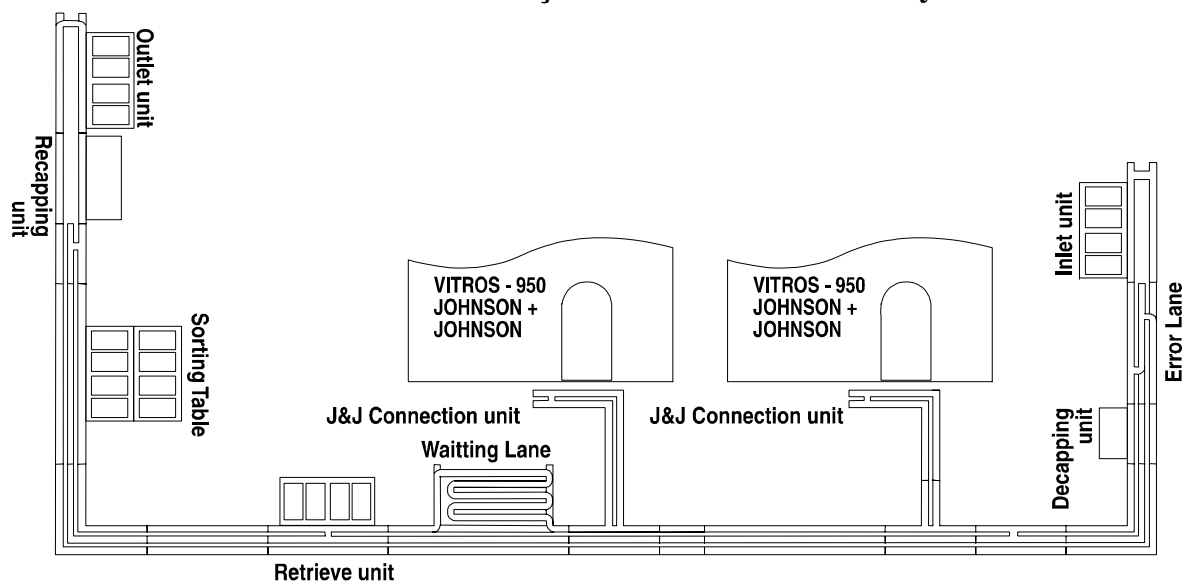 Outlet unit
Recapping
unit
Sorting Table
VITROS - 950
JOHNSON +
JOHNSON
VITROS - 950
JOHNSON +
JOHNSON
Inlet unit
Error Lane
J&J Connection unit
J&J Connection unit
Decapping
unit
Waitting Lane
Retrieve unit